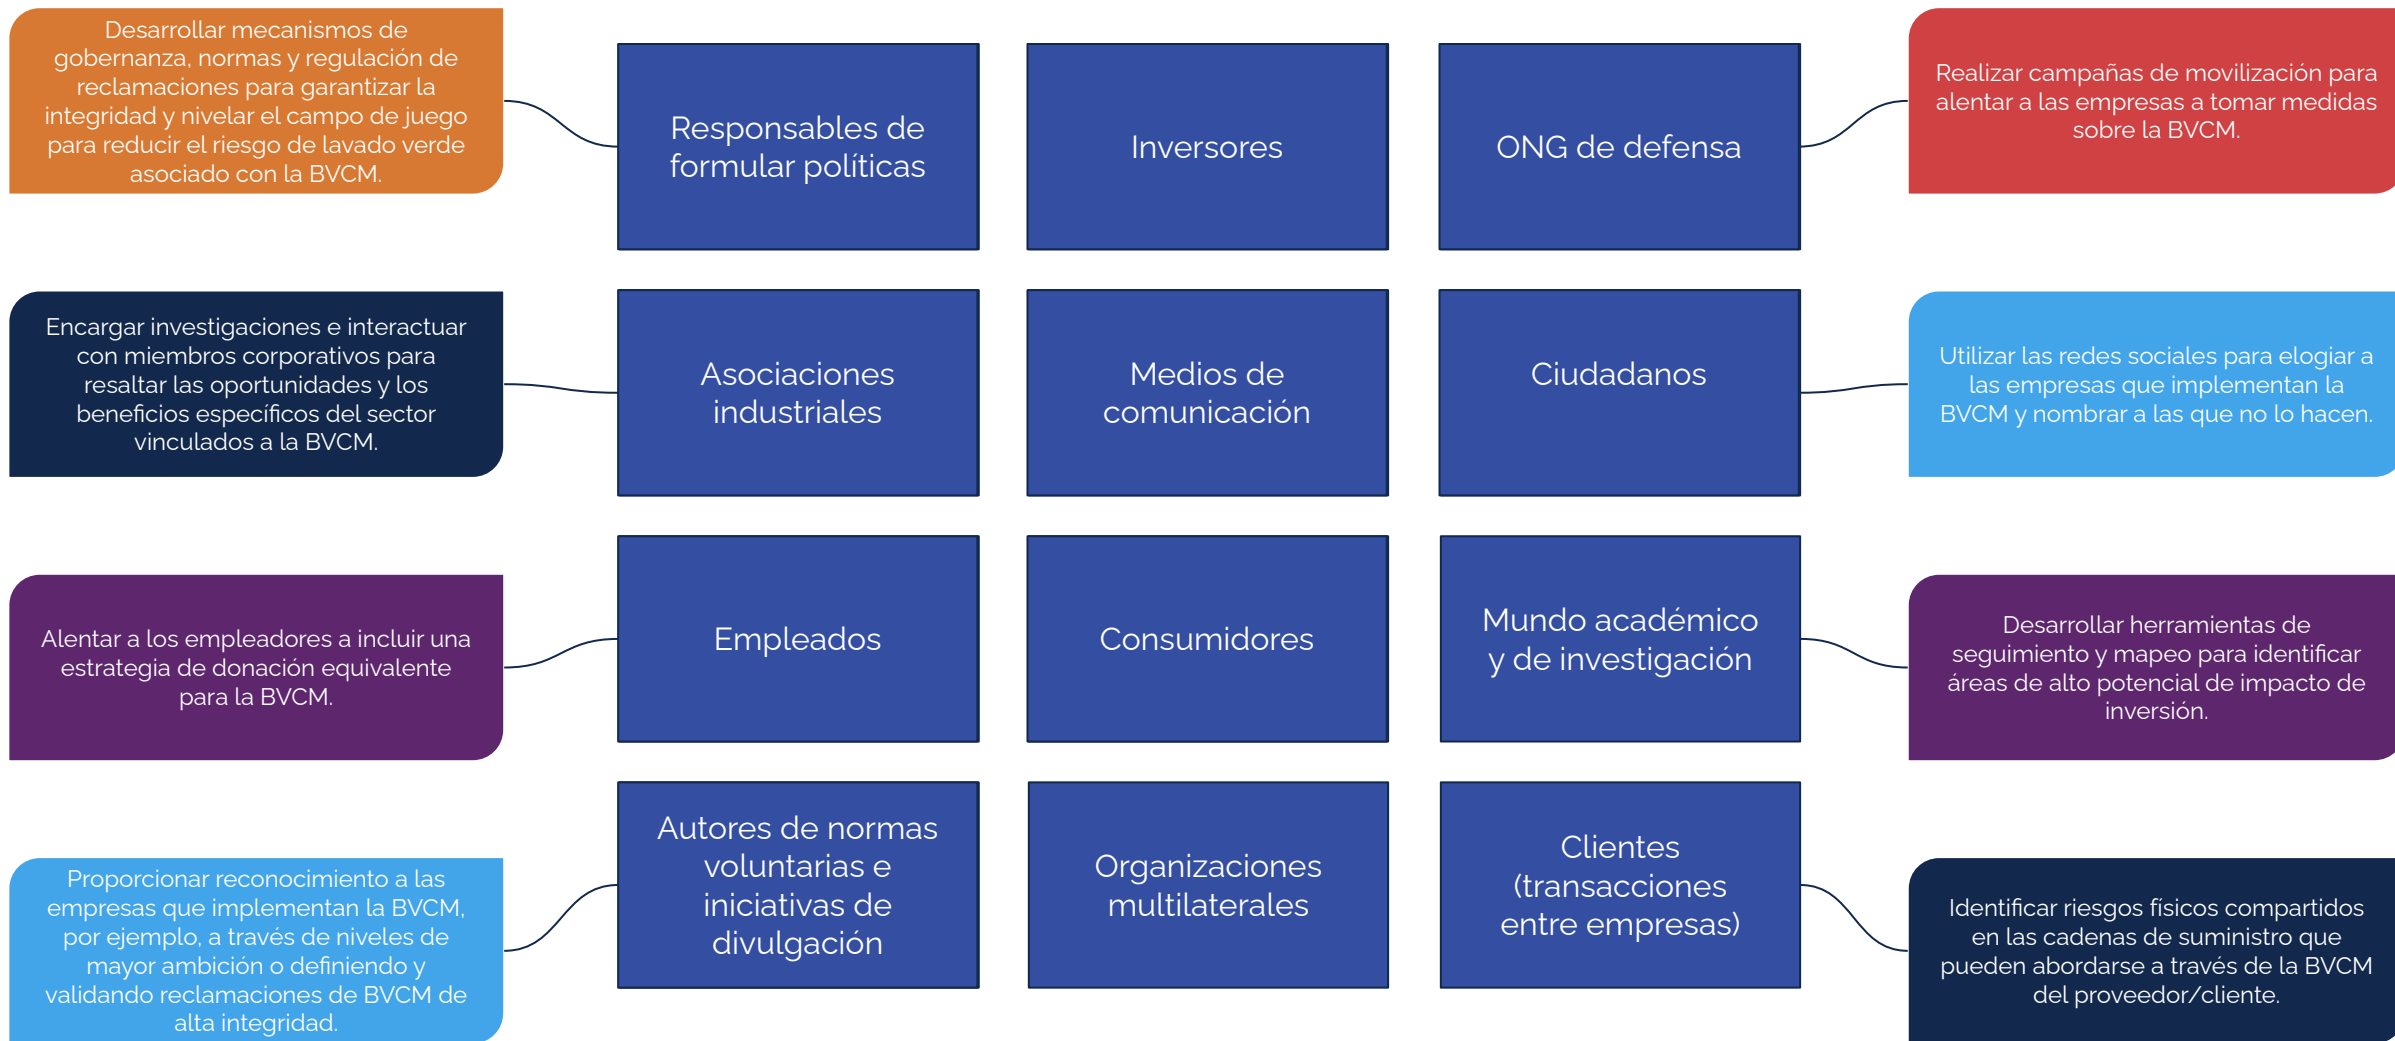 Desarrollar mecanismos de
gobernanza, normas y regulación de
reclamaciones para garantizar la
integridad y nivelar el campo de juego
para reducir el riesgo de lavado verde
asociado con la BVCM.
Responsables de
formular políticas
Inversores
ONG de defensa
Realizar campañas de movilización para
alentar a las empresas a tomar medidas
sobre la BVCM.
Encargar investigaciones e interactuar
con miembros corporativos para
resaltar las oportunidades y los
beneficios específicos del sector
vinculados a la BVCM.
Asociaciones
industriales
Medios de
comunicación
Ciudadanos
Utilizar las redes sociales para elogiar a
las empresas que implementan la
BVCM y nombrar a las que no lo hacen.
Alentar a los empleadores a incluir una
estrategia de donación equivalente
para la BVCM.
Empleados
Consumidores
Mundo académico
y de investigación
Desarrollar herramientas de
seguimiento y mapeo para identificar
áreas de alto potencial de impacto de
inversión.
Proporcionar reconocimiento a las
empresas que implementan la BVCM,
por ejemplo, a través de niveles de
mayor ambición o definiendo y
validando reclamaciones de BVCM de
alta integridad.
Autores de normas
voluntarias e
iniciativas de
divulgación
Organizaciones
multilaterales
Clientes
(transacciones
entre empresas)
Identificar riesgos físicos compartidos
en las cadenas de suministro que
pueden abordarse a través de la BVCM
del proveedor/cliente.